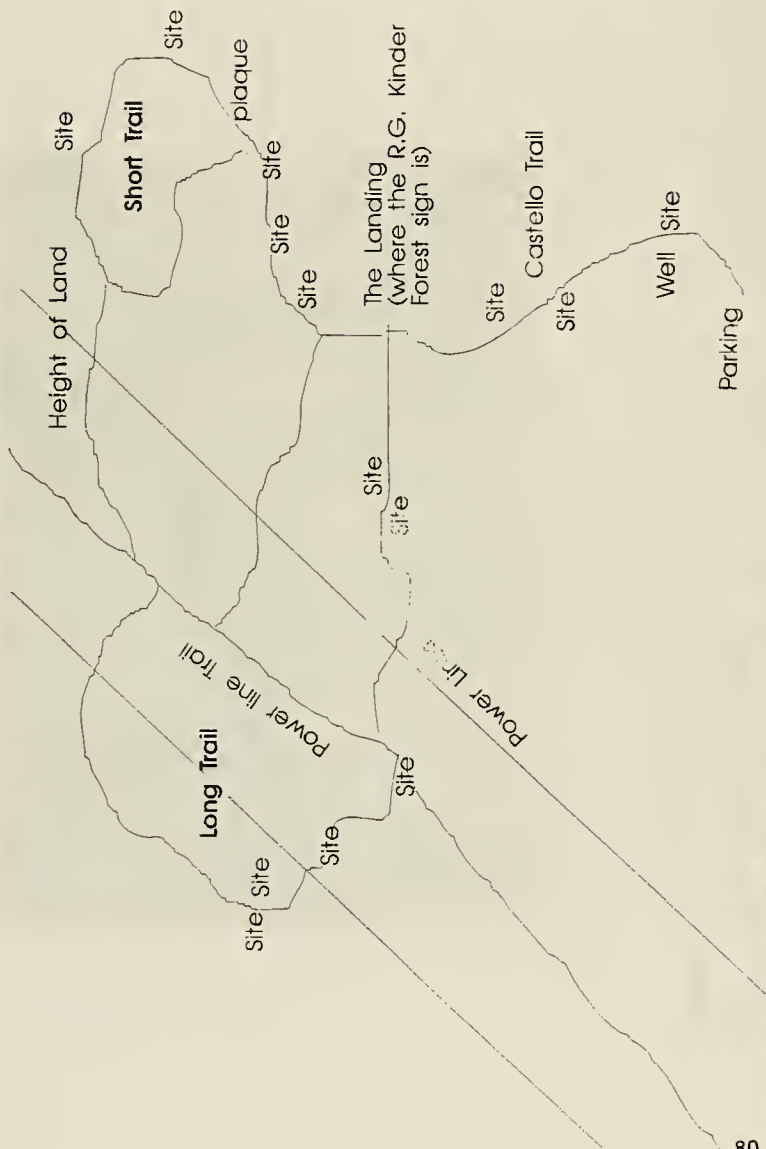 Site
Site
Short Trail
plaque
Height of Land
Site
Site
Site
The Landing
(where the R.G. Kinder
Forest sign is)
Site
Castello Trail
Site
Well
Site
Parking
Site
Site
Power Line
Power line Trail
Long Trail
Site
Site
Site
Site
80